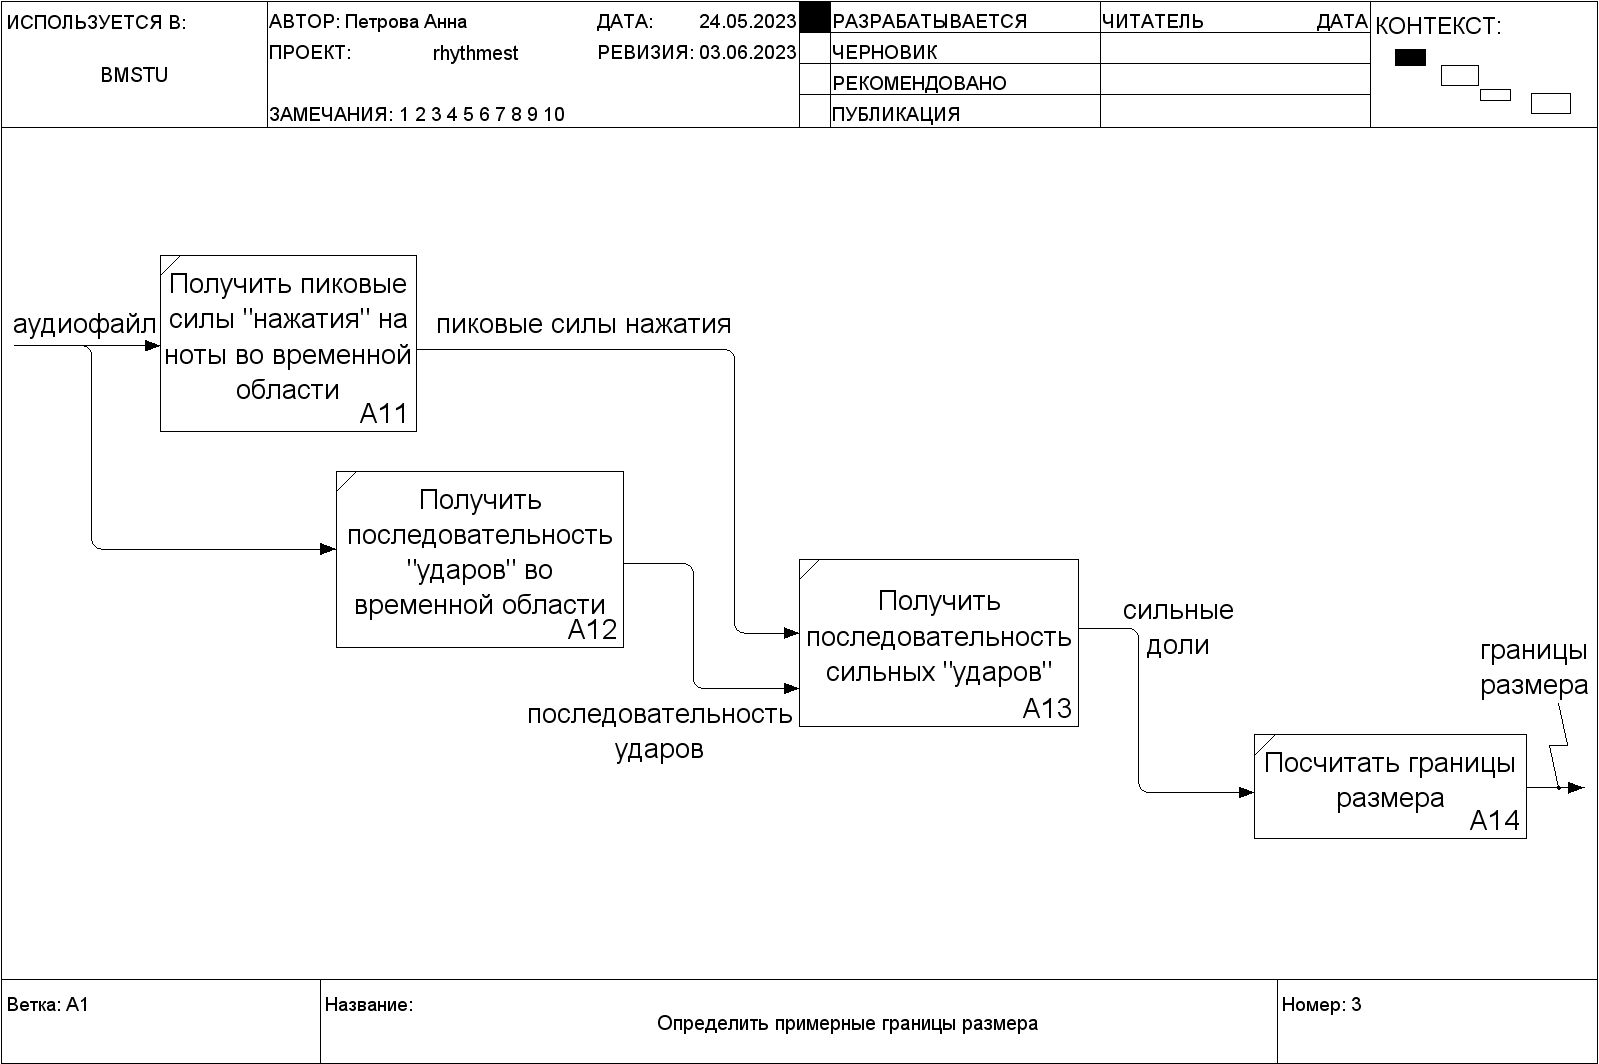 ИСПОЛЬЗУЕТСЯ В:
BMSTU
АВТОР: Петрова Анна
ДАТА: 24.05.2023
ПРОЕКТ: rhythmest
РЕВИЗИЯ: 03.06.2023
ЗАМЕЧАНИЯ: 1 2 3 4 5 6 7 8 9 10
РАЗРАБАТЫВАЕТСЯ
ЧЕРНОВИК
РЕКОМЕНДОВАНО
ПУБЛИКАЦИЯ
ЧИТАТЕЛЬ
ДАТА
КОНТЕКСТ:
аудиофайл
Получить пиковые
силы "нажатия" на
ноты во временной
области
A11
пиковые силы нажатия
Получить
последовательность
"ударов" во
временной области
A12
последовательность
ударов
Получить
последовательность
сильных "ударов"
A13
сильные
доли
Посчитать границы
размера
A14
границы
размера
Ветка: A1
Название:
Определить примерные границы размера
Номер: 3